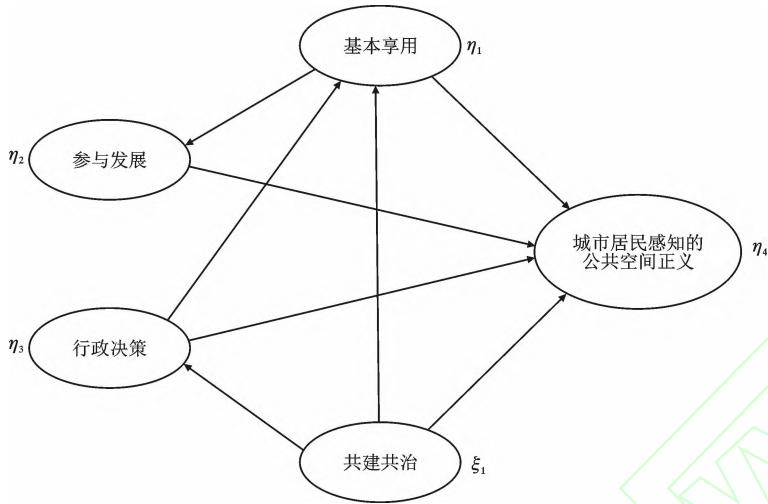 基本享用
η₁
η₂
参与发展
城市居民感知的
公共空间正义
η₄
η₃
行政决策
共建共治
ξ₁